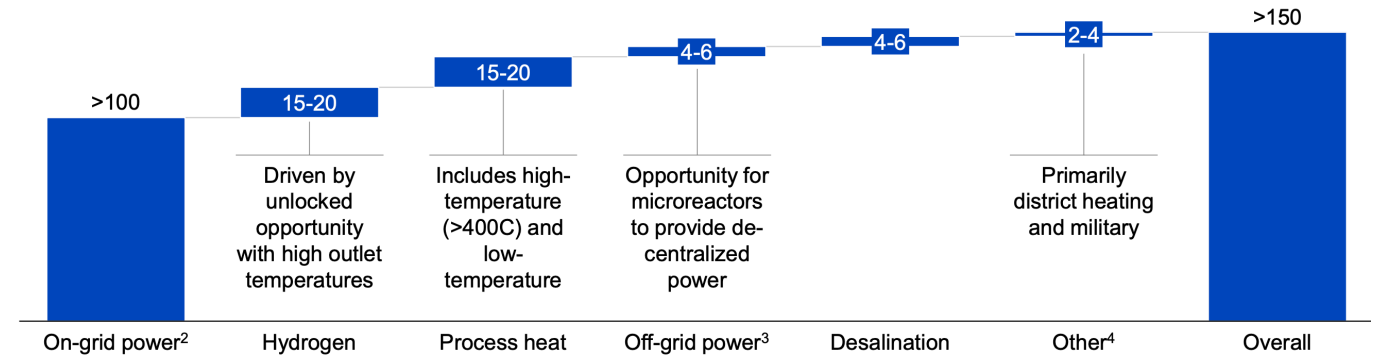 >100
15-20
15-20
4-6
4-6
2-4
>150
Driven by
unlocked
opportunity
with high outlet
temperatures
Includes high-
temperature
(>400C) and
low-
temperature
Opportunity for
microreactors
to provide de-
centralized
power
Primarily
district heating
and military
On-grid power²
Hydrogen
Process heat
Off-grid power³
Desalination
Other⁴
Overall